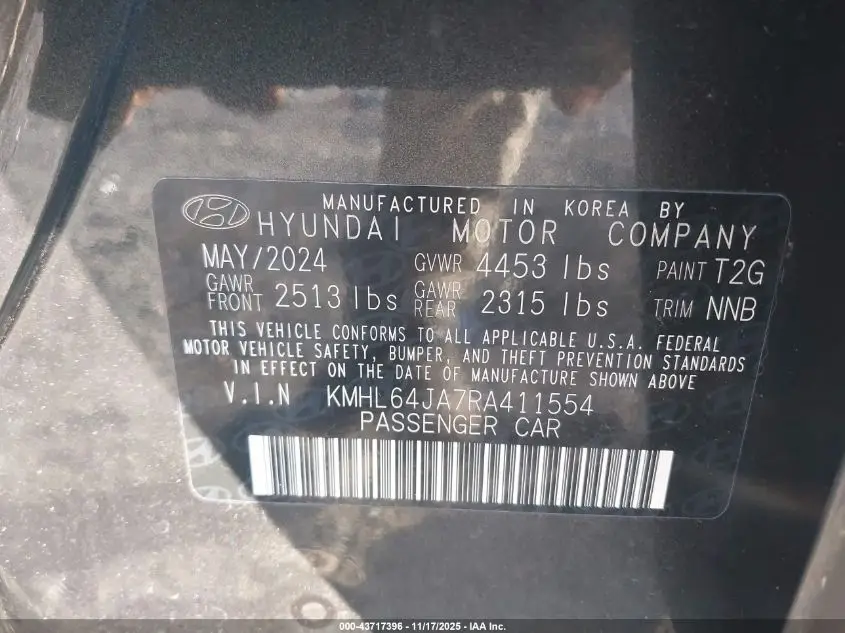 MANUFACTURED IN KOREA BY
HYUNDAI MOTOR COMPANY
MAY/2024 GVWR 4453 lbs PAINT T2G
GAWR FRONT 2513 lbs GAWR REAR 2315 lbs TRIM NNB
THIS VEHICLE CONFORMS TO ALL APPLICABLE U.S.A. FEDERAL
MOTOR VEHICLE SAFETY, BUMPER, AND THEFT PREVENTION STANDARDS
IN EFFECT ON THE DATE OF MANUFACTURE SHOWN ABOVE
V.I.N KMHL64JA7RA411554
PASSENGER CAR
000-43717396 - 11/17/2025 - IAA Inc.